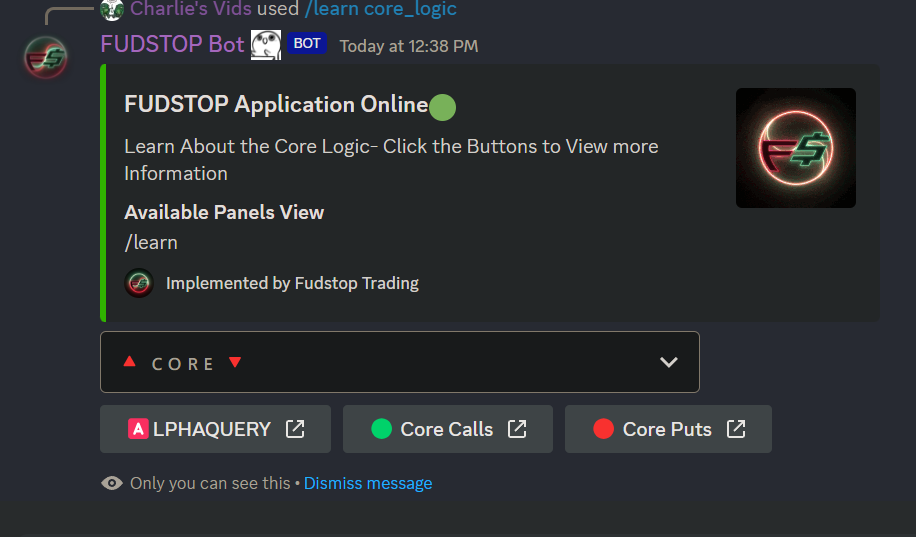 Charlie's Vids used /learn core_logic
FUDSTOP Bot BOT Today at 12:38 PM
FUDSTOP Application Online
Learn About the Core Logic- Click the Buttons to View more
Information
Available Panels View
/learn
Implemented by Fudstop Trading
F$
CORE
ALPHAQUERY
Core Calls
Core Puts
Only you can see this • Dismiss message